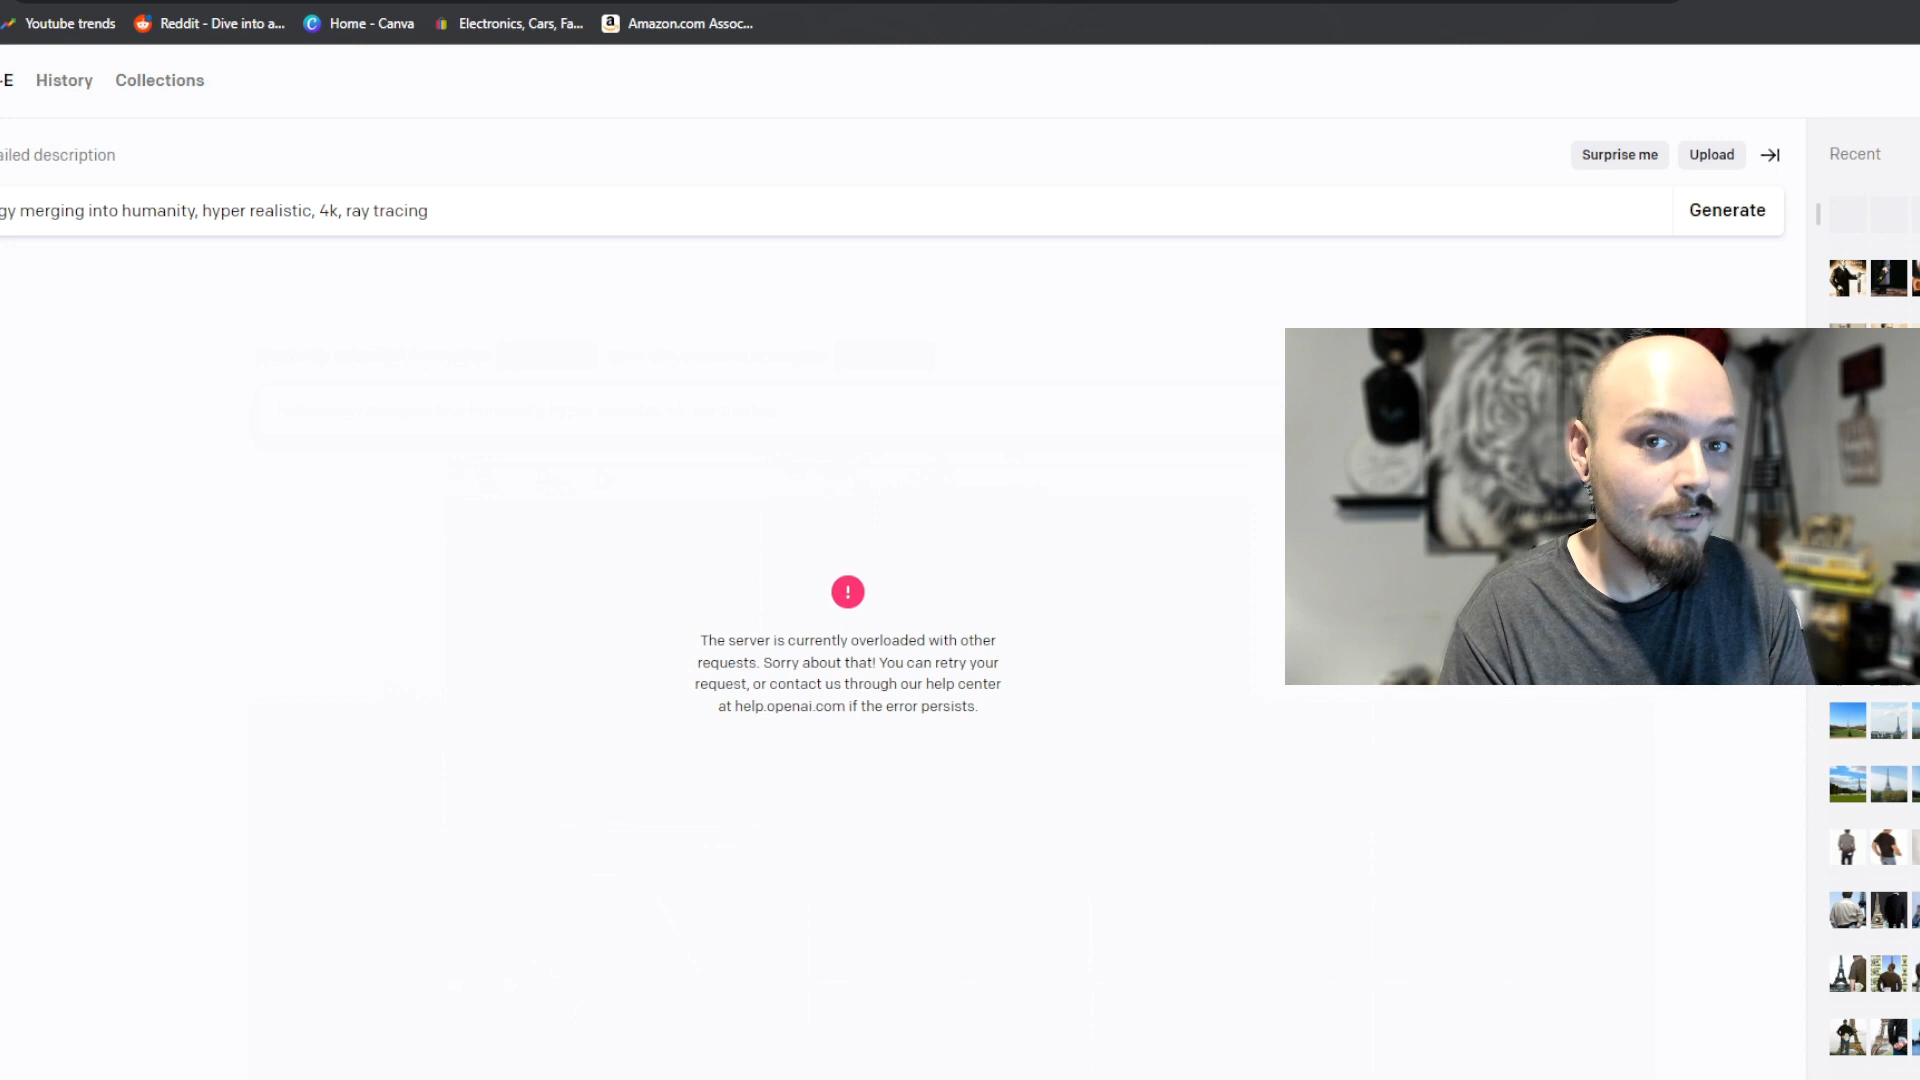 Youtube trends Reddit - Dive into a... Home - Canva Electronics, Cars, Fa... Amazon.com Assoc...
-E History Collections
ailed description Surprise me Upload Recent
gy merging into humanity, hyper realistic, 4k, ray tracing Generate
The server is currently overloaded with other
requests. Sorry about that! You can retry your
request, or contact us through our help center
at help.openai.com if the error persists.